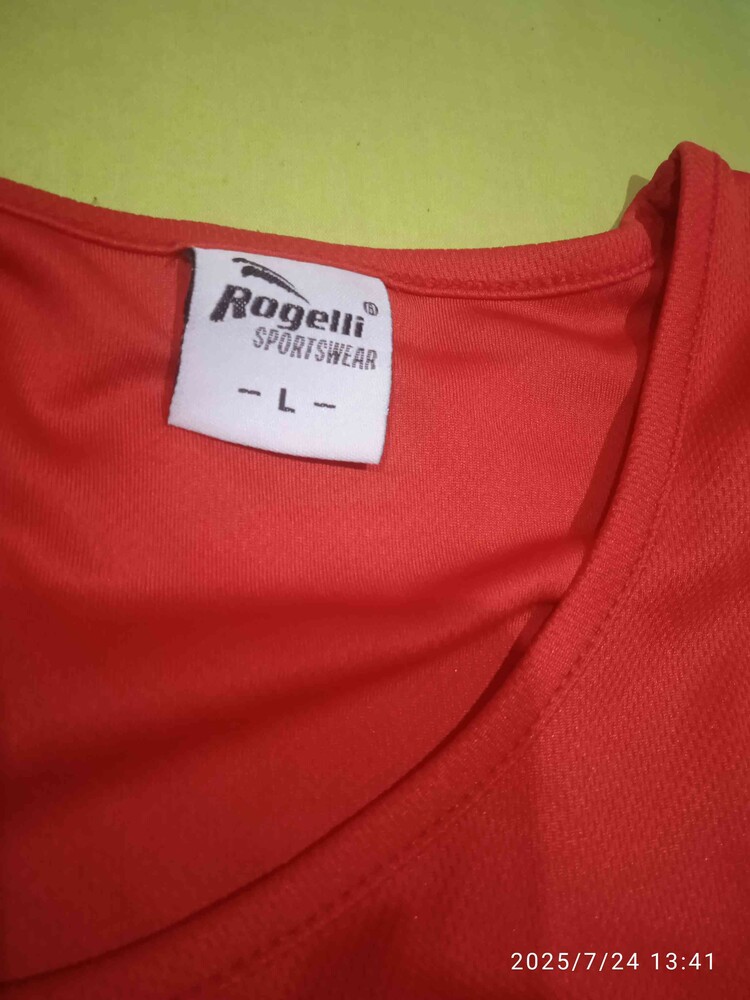 Rogelli®
SPORTSWEAR
- L -
2025/7/24 13:41